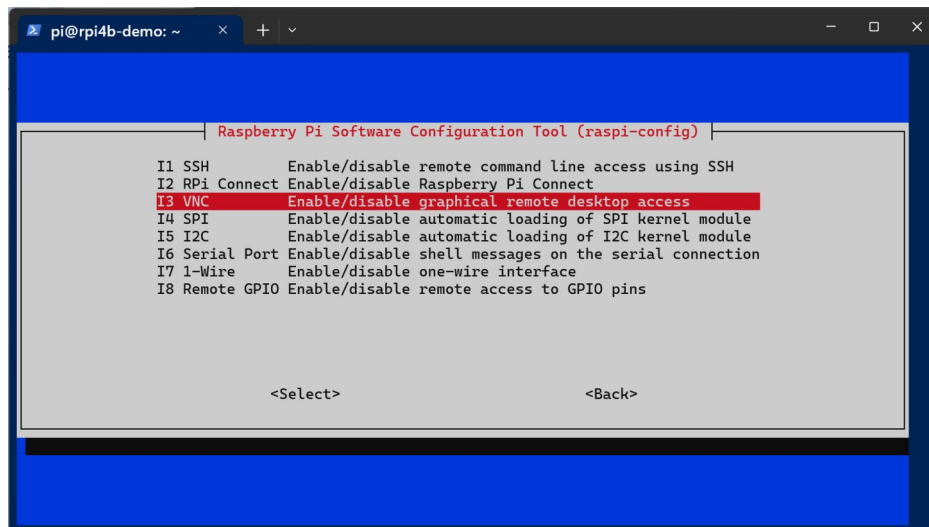 pi@rpi4b-demo: ~
Raspberry Pi Software Configuration Tool (raspi-config)
I1 SSH Enable/disable remote command line access using SSH
I2 RPi Connect Enable/disable Raspberry Pi Connect
I3 VNC Enable/disable graphical remote desktop access
I4 SPI Enable/disable automatic loading of SPI kernel module
I5 I2C Enable/disable automatic loading of I2C kernel module
I6 Serial Port Enable/disable shell messages on the serial connection
I7 1-Wire Enable/disable one-wire interface
I8 Remote GPIO Enable/disable remote access to GPIO pins
<Select> <Back>